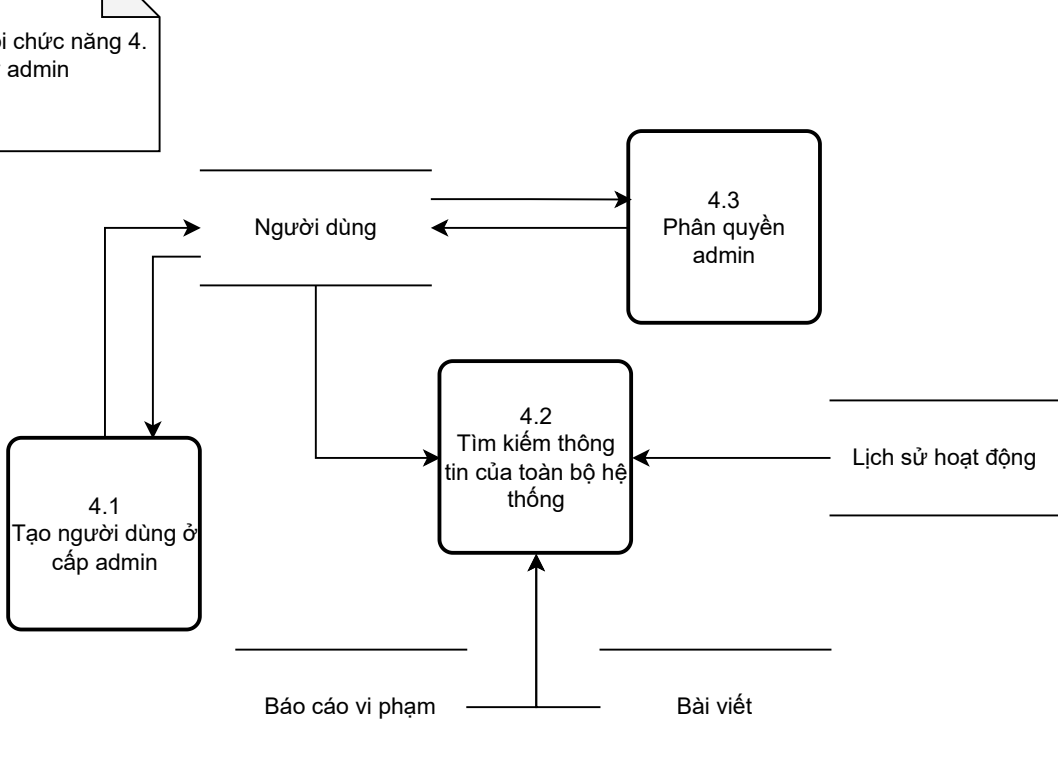 chức năng 4.
admin
Người dùng
4.3
Phân quyền
admin
4.2
Tìm kiếm thông
tin của toàn bộ hệ
thống
Lịch sử hoạt động
4.1
Tạo người dùng ở
cấp admin
Báo cáo vi phạm
Bài viết